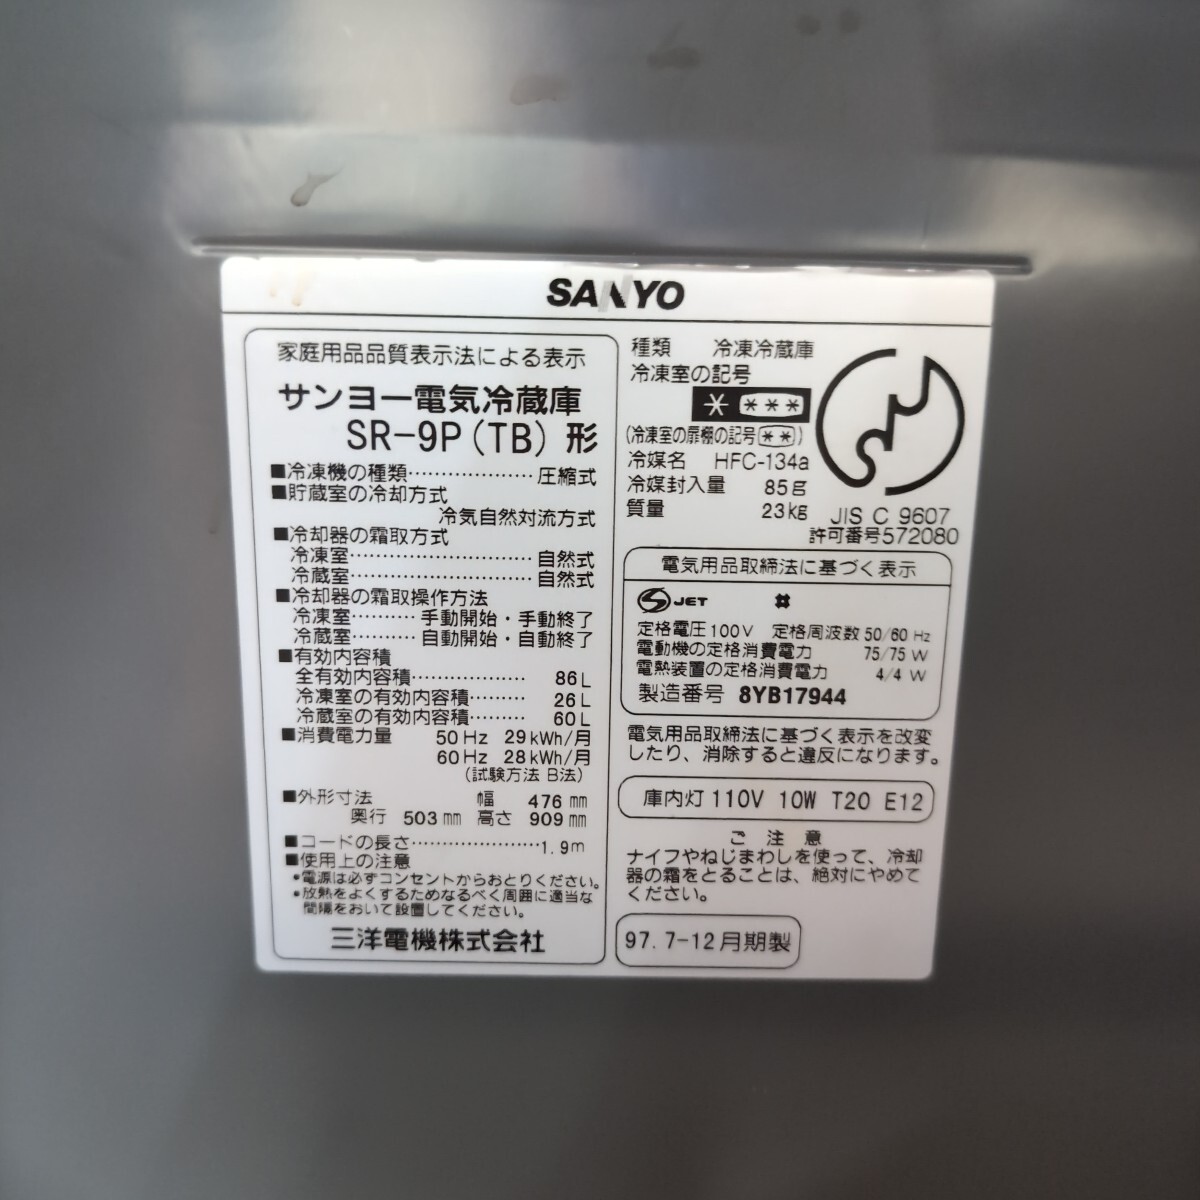 SANYO
家庭用品品質表示法による表示
サンヨー電気冷蔵庫
SR-9P(TB) 形
■冷凍機の種類‥‥‥‥‥‥圧縮式
■貯蔵室の冷却方式
冷気自然対流方式
■冷却器の霜取方式
冷凍室‥‥‥‥‥‥‥‥‥自然式
冷蔵室‥‥‥‥‥‥‥‥‥自然式
■冷却器の霜取操作方法
冷凍室‥‥‥手動開始・手動終了
冷蔵室‥‥‥自動開始・自動終了
■有効内容積
全有効内容積‥‥‥‥‥‥86L
冷凍室の有効内容積‥‥‥26L
冷蔵室の有効内容積‥‥‥60L
■消費電力量 50Hz 29kWh/月
60Hz 28kWh/月
(試験方法 B法)
■外形寸法 幅 476mm
奥行 503mm 高さ 909mm
■コードの長さ‥‥‥‥‥‥1.9m
■使用上の注意
•電源は必ずコンセントからおとりください。
•放熱をよくするためなるべく周囲に適当な
間隔をおいて設置してください。
三洋電機株式会社
種類 冷凍冷蔵庫
冷凍室の記号
* ***
(冷凍室の扉棚の記号 **)
冷媒名 HFC-134a
冷媒封入量 85g
質量 23kg
JIS C 9607
許可番号572080
電気用品取締法に基づく表示
S JET
定格電圧100V 定格周波数50/60Hz
電動機の定格消費電力 75/75 W
電熱装置の定格消費電力 4/4 W
製造番号 8YB17944
電気用品取締法に基づく表示を改変
したり、消除すると違反になります。
庫内灯 110V 10W T20 E12
ご注意
ナイフやねじまわしを使って、冷却
器の霜をとることは、絶対にやめて
ください。
97.7-12月期製